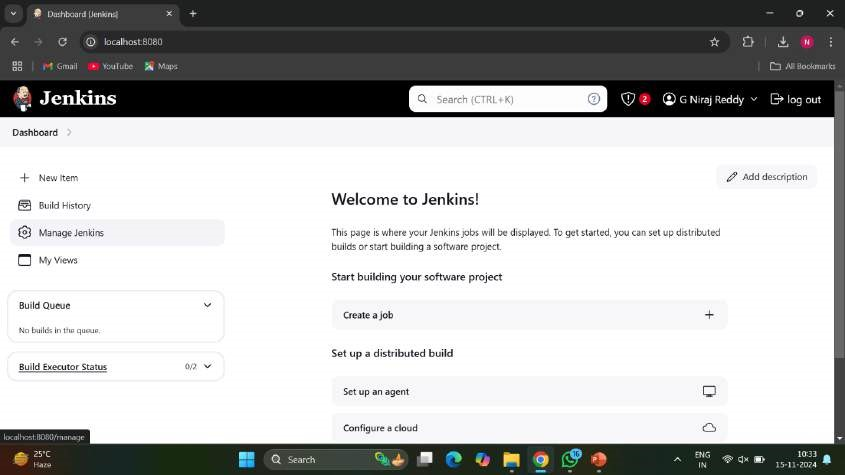 Dashboard [Jenkins]
localhost:8080
N
Gmail
YouTube
Maps
All Bookmarks
Jenkins
Search (CTRL+K)
?
2
G Niraj Reddy
log out
Dashboard
New Item
Build History
Manage Jenkins
My Views
Build Queue
No builds in the queue.
Build Executor Status
0/2
Add description
Welcome to Jenkins!
This page is where your Jenkins jobs will be displayed. To get started, you can set up distributed
builds or start building a software project.
Start building your software project
Create a job
Set up a distributed build
Set up an agent
Configure a cloud
localhost:8080/manage
25°C
Haze
Search
16
ENG
IN
10:33
15-11-2024